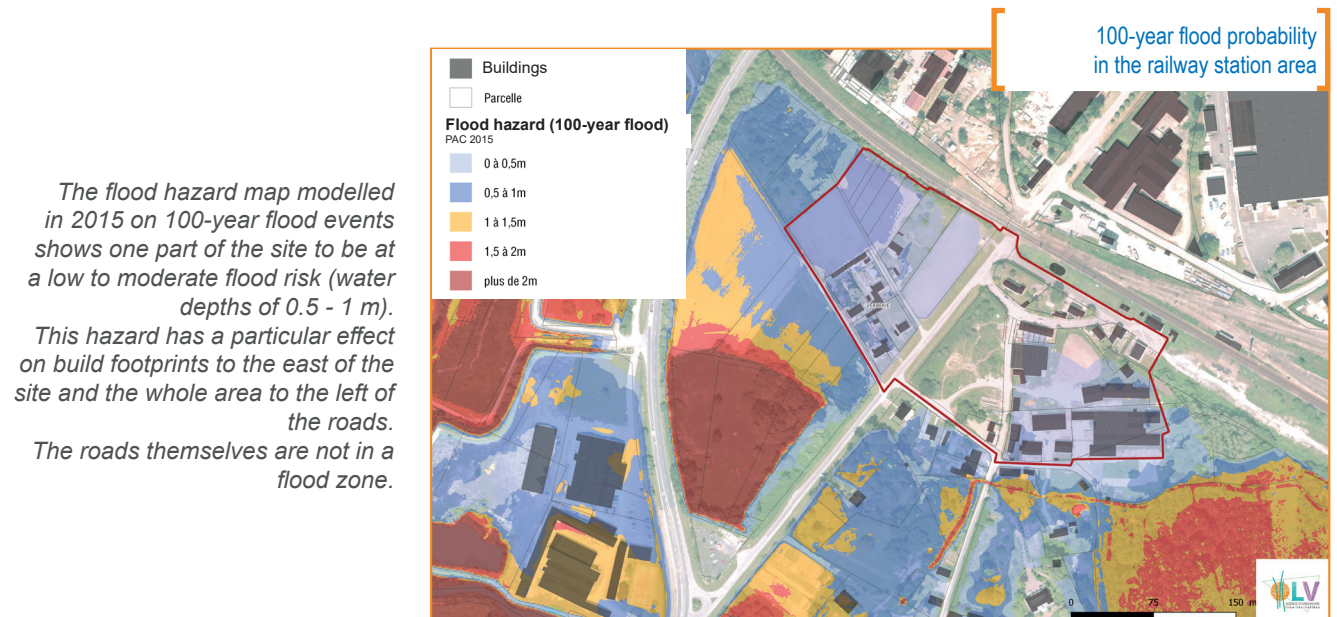 The flood hazard map modelled
in 2015 on 100-year flood events
shows one part of the site to be at
a low to moderate flood risk (water
depths of 0.5 - 1 m).
This hazard has a particular effect
on build footprints to the east of the
site and the whole area to the left of
the roads.
The roads themselves are not in a
flood zone.
100-year flood probability
in the railway station area
Buildings
Parcelle
Flood hazard (100-year flood)
PAC 2015
0 à 0,5m
0,5 à 1m
1 à 1,5m
1,5 à 2m
plus de 2m
0 75 150 m
OLV